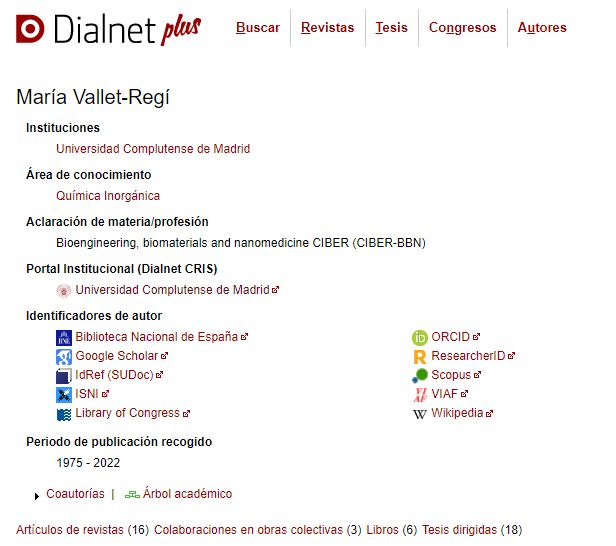 Dialnet plus
Buscar Revistas Tesis Congresos Autores
María Vallet-Regí
Instituciones
Universidad Complutense de Madrid
Área de conocimiento
Química Inorgánica
Aclaración de materia/profesión
Bioengineering, biomaterials and nanomedicine CIBER (CIBER-BBN)
Portal Institucional (Dialnet CRIS)
Universidad Complutense de Madrid
Identificadores de autor
Biblioteca Nacional de España ORCID
Google Scholar ResearcherID
IdRef (SUDoc) Scopus
ISNI VIAF
Library of Congress Wikipedia
Periodo de publicación recogido
1975 - 2022
Coautorías | Árbol académico
Artículos de revistas (16) Colaboraciones en obras colectivas (3) Libros (6) Tesis dirigidas (18)